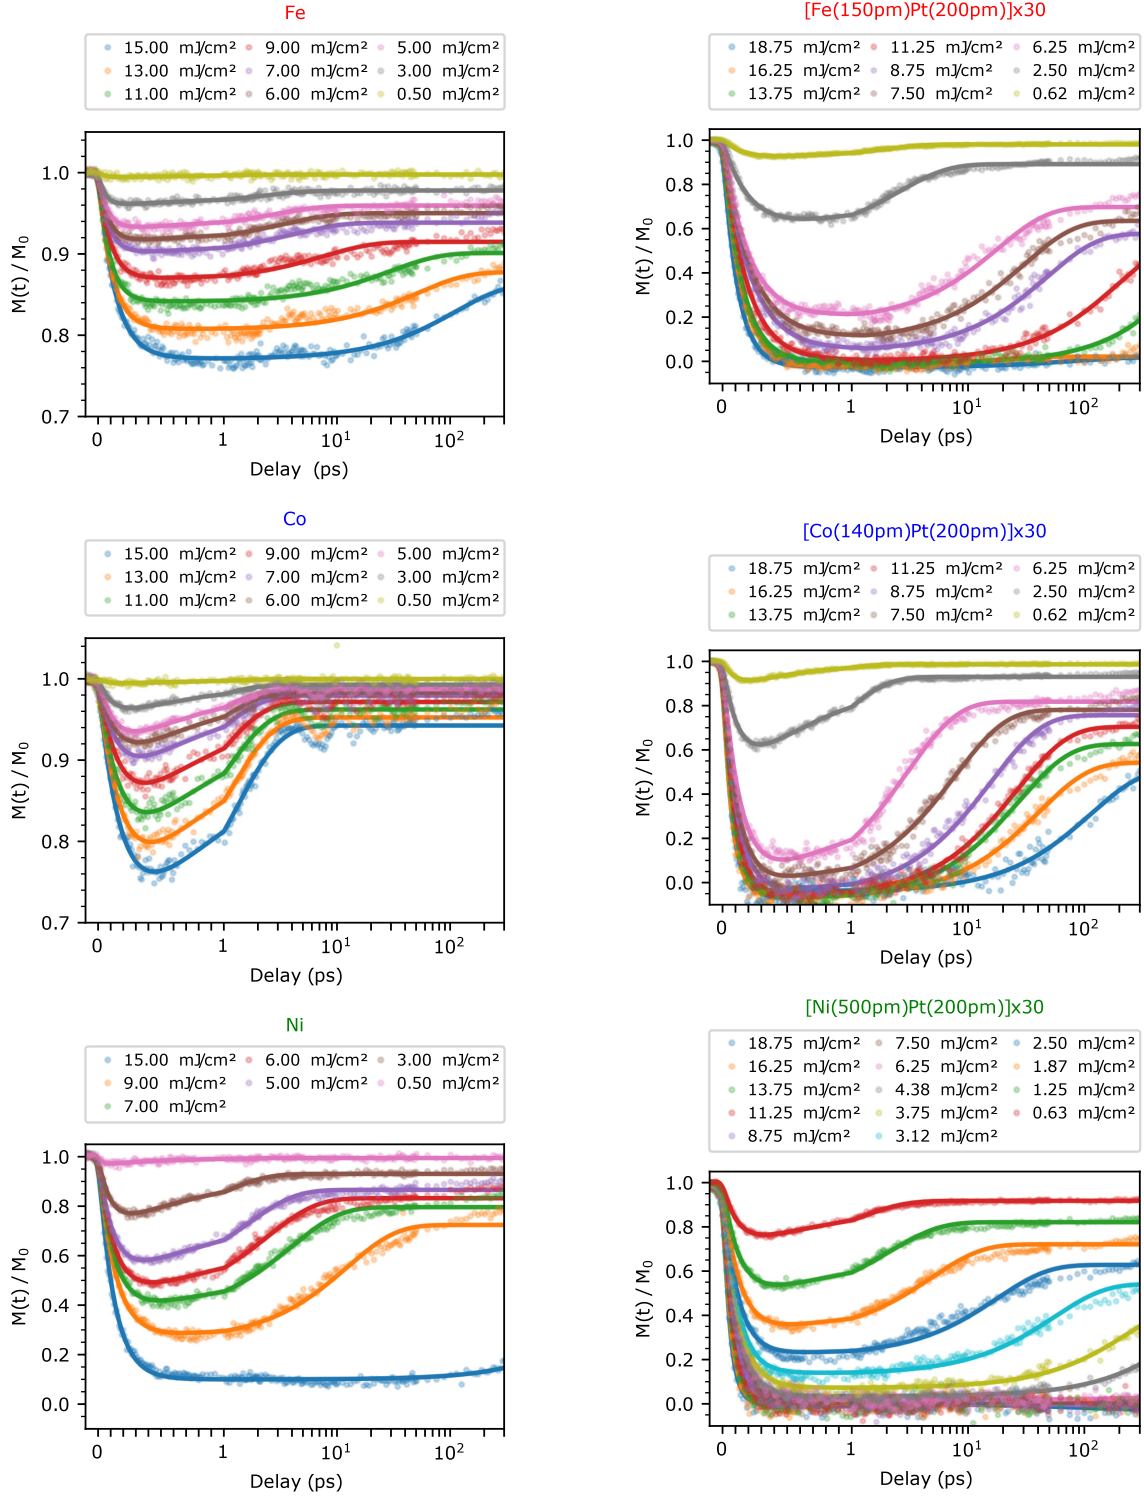 Fe
15.00 mJ/cm² 9.00 mJ/cm² 5.00 mJ/cm²
13.00 mJ/cm² 7.00 mJ/cm² 3.00 mJ/cm²
11.00 mJ/cm² 6.00 mJ/cm² 0.50 mJ/cm²
1.0
0.9
0.8
0.7
M(t) / M₀
0 1 10¹ 10²
Delay (ps)
[Fe(150pm)Pt(200pm)]x30
18.75 mJ/cm² 11.25 mJ/cm² 6.25 mJ/cm²
16.25 mJ/cm² 8.75 mJ/cm² 2.50 mJ/cm²
13.75 mJ/cm² 7.50 mJ/cm² 0.62 mJ/cm²
1.0
0.8
0.6
0.4
0.2
0.0
M(t) / M₀
0 1 10¹ 10²
Delay (ps)
Co
15.00 mJ/cm² 9.00 mJ/cm² 5.00 mJ/cm²
13.00 mJ/cm² 7.00 mJ/cm² 3.00 mJ/cm²
11.00 mJ/cm² 6.00 mJ/cm² 0.50 mJ/cm²
1.0
0.9
0.8
0.7
M(t) / M₀
0 1 10¹ 10²
Delay (ps)
[Co(140pm)Pt(200pm)]x30
18.75 mJ/cm² 11.25 mJ/cm² 6.25 mJ/cm²
16.25 mJ/cm² 8.75 mJ/cm² 2.50 mJ/cm²
13.75 mJ/cm² 7.50 mJ/cm² 0.62 mJ/cm²
1.0
0.8
0.6
0.4
0.2
0.0
M(t) / M₀
0 1 10¹ 10²
Delay (ps)
Ni
15.00 mJ/cm² 6.00 mJ/cm² 3.00 mJ/cm²
9.00 mJ/cm² 5.00 mJ/cm² 0.50 mJ/cm²
7.00 mJ/cm²
1.0
0.8
0.6
0.4
0.2
0.0
M(t) / M₀
0 1 10¹ 10²
Delay (ps)
[Ni(500pm)Pt(200pm)]x30
18.75 mJ/cm² 7.50 mJ/cm² 2.50 mJ/cm²
16.25 mJ/cm² 6.25 mJ/cm² 1.87 mJ/cm²
13.75 mJ/cm² 4.38 mJ/cm² 1.25 mJ/cm²
11.25 mJ/cm² 3.75 mJ/cm² 0.63 mJ/cm²
8.75 mJ/cm² 3.12 mJ/cm²
1.0
0.8
0.6
0.4
0.2
0.0
M(t) / M₀
0 1 10¹ 10²
Delay (ps)